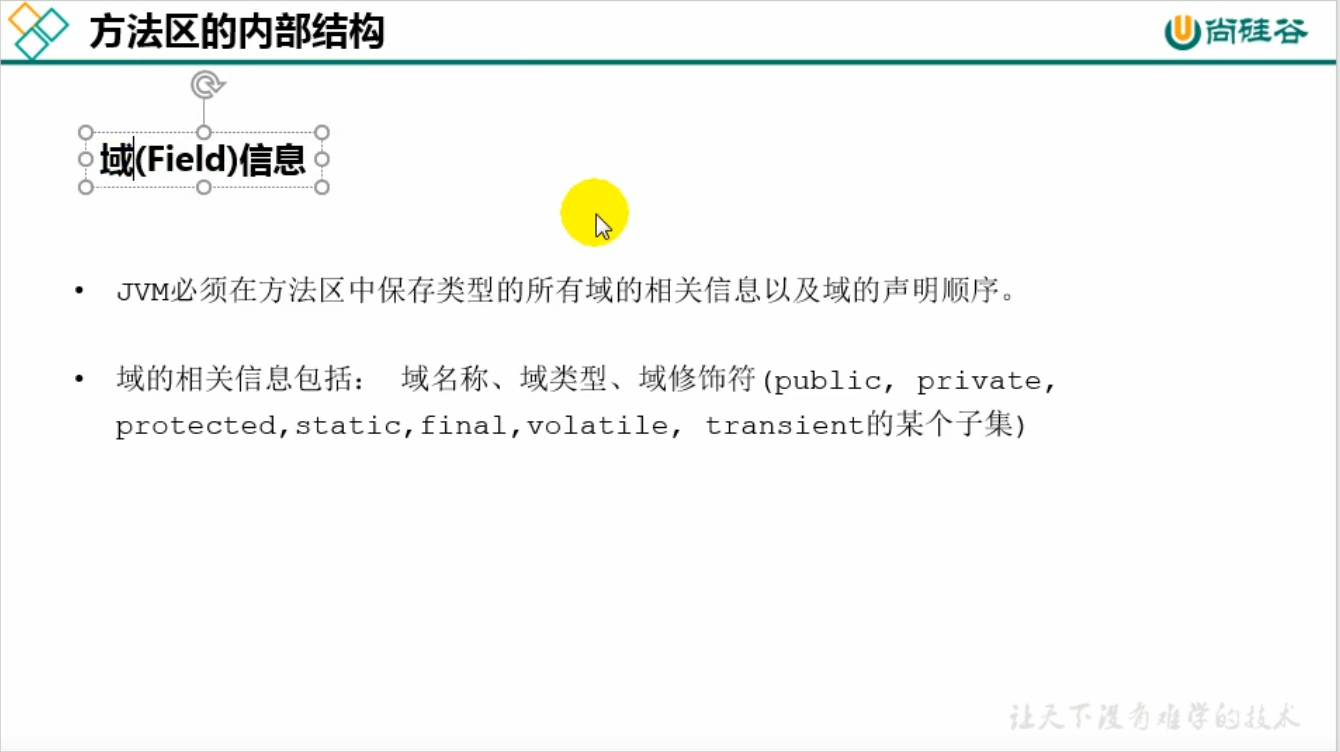 方法区的内部结构
尚硅谷
域(Field)信息
• JVM必须在方法区中保存类型的所有域的相关信息以及域的声明顺序。
• 域的相关信息包括： 域名称、域类型、域修饰符(public, private,
protected,static,final,volatile, transient的某个子集)
让天下没有难学的技术